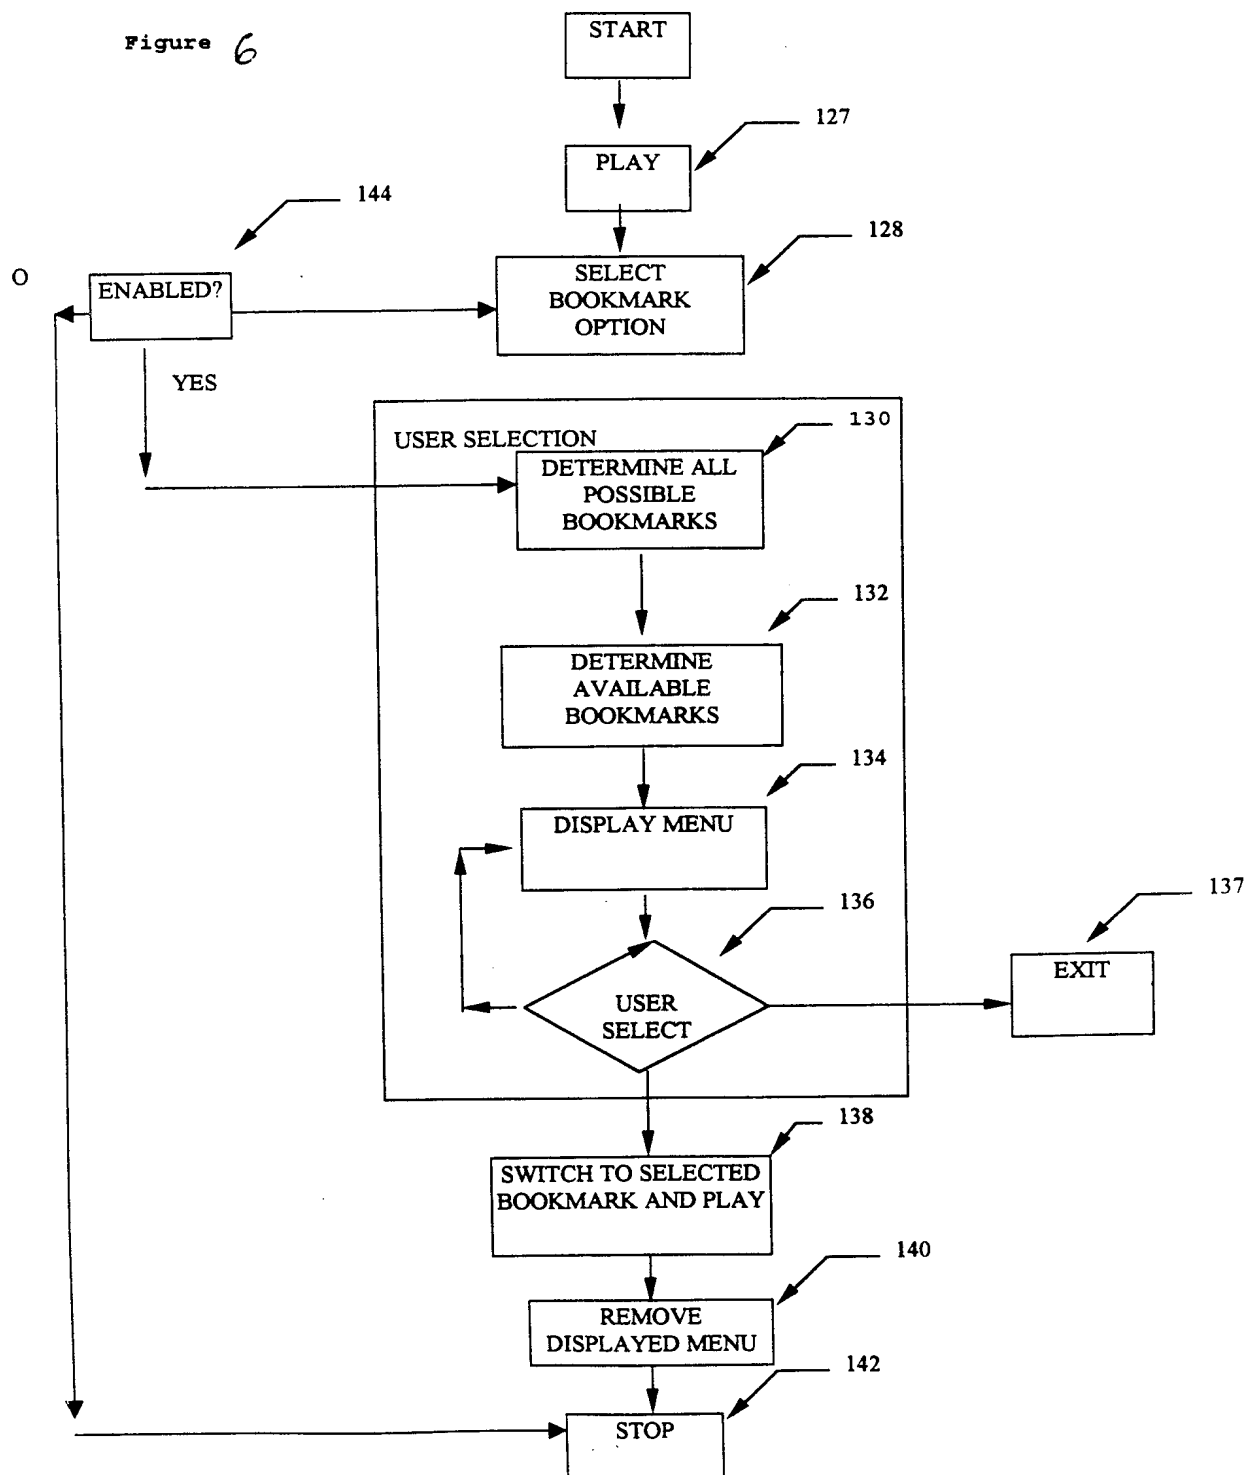 Figure 6
START
127
PLAY
144
128
O
ENABLED?
SELECT
BOOKMARK
OPTION
YES
130
USER SELECTION
DETERMINE ALL
POSSIBLE
BOOKMARKS
132
DETERMINE
AVAILABLE
BOOKMARKS
134
DISPLAY MENU
136
137
EXIT
USER
SELECT
138
SWITCH TO SELECTED
BOOKMARK AND PLAY
140
REMOVE
DISPLAYED MENU
142
STOP